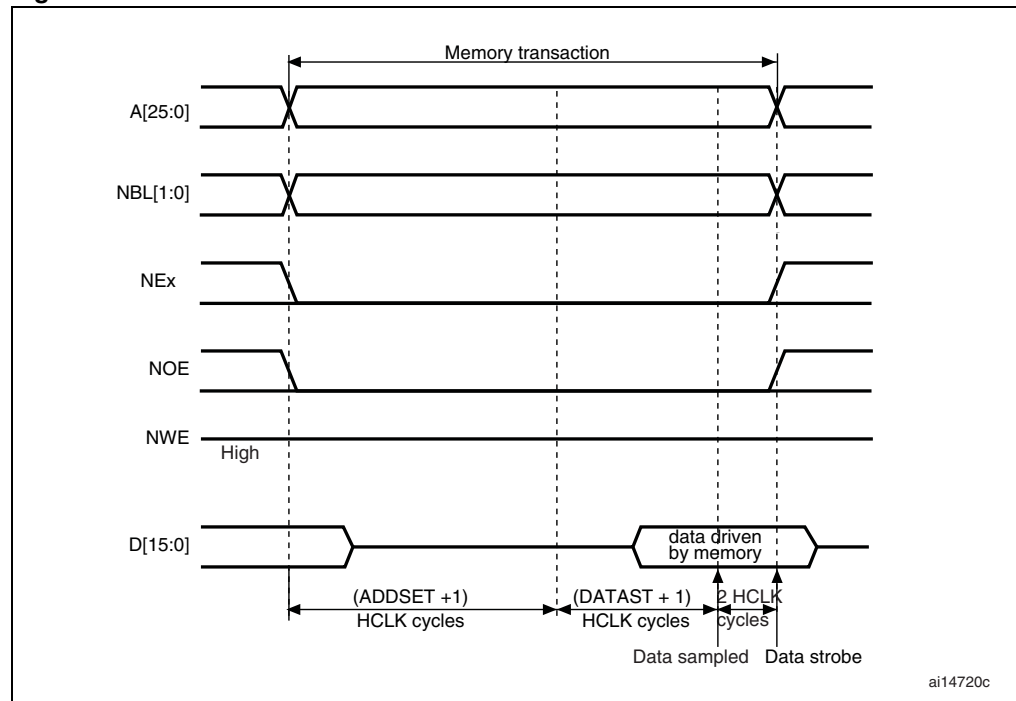 Memory transaction
A[25:0]
NBL[1:0]
NEx
NOE
NWE
High
D[15:0]
data driven
by memory
(ADDSET +1)
HCLK cycles
(DATAST + 1)
HCLK cycles
2 HCLK
cycles
Data sampled
Data strobe
ai14720c